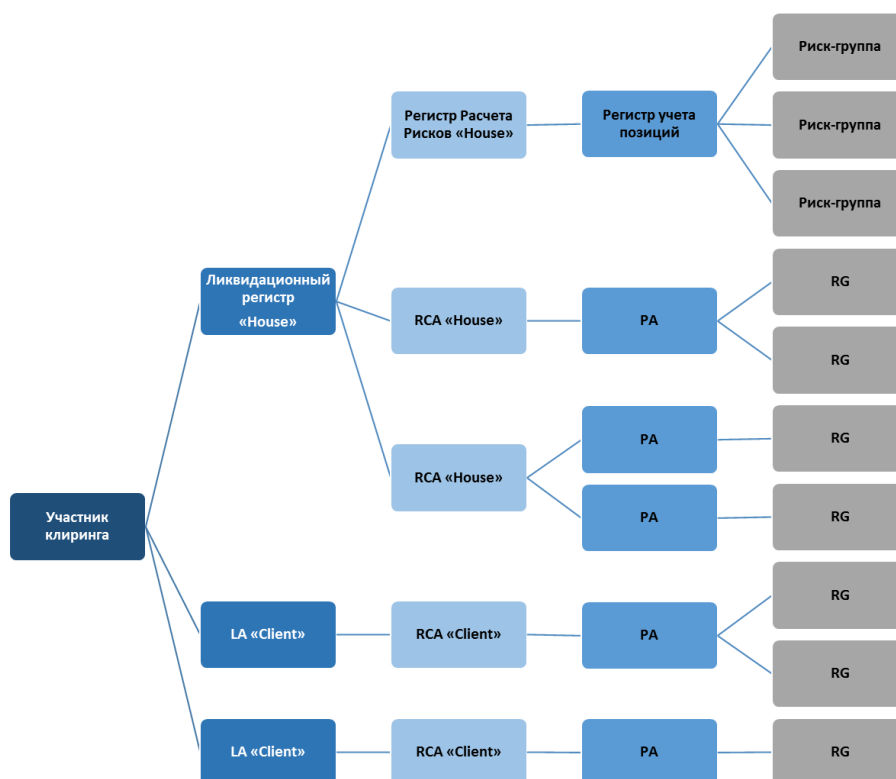 Риск-группа
Регистр Расчета
Рисков «House»
Регистр учета
позиций
Риск-группа
Риск-группа
Ликвидационный
регистр
«House»
RG
RCA «House»
PA
RG
PA
RG
RCA «House»
PA
RG
Участник
клиринга
RG
LA «Client»
RCA «Client»
PA
RG
LA «Client»
RCA «Client»
PA
RG